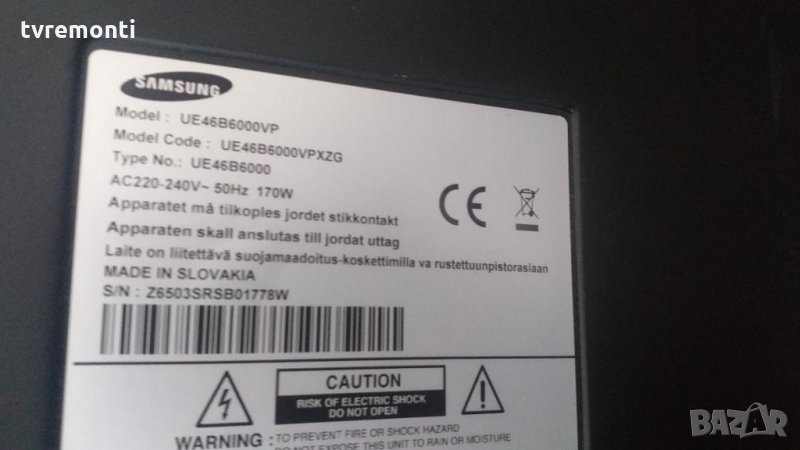 tvremonti
SAMSUNG
Model : UE46B6000VP
Model Code : UE46B6000VPXZG
Type No.: UE46B6000
AC220-240V~ 50Hz 170W
Apparatet må tilkoples jordet stikkontakt
Apparaten skall anslutas till jordat uttag
Laite on liitettävä suojamaadoitus-koskettimilla va rustettuunpistorasiaan
MADE IN SLOVAKIA
S/N : Z6503SRSB01778W
CE
CAUTION
RISK OF ELECTRIC SHOCK
DO NOT OPEN
WARNING : TO PREVENT FIRE OR SHOCK HAZARD
DO NOT EXPOSE THIS UNIT TO RAIN OR MOISTURE
BAZAR